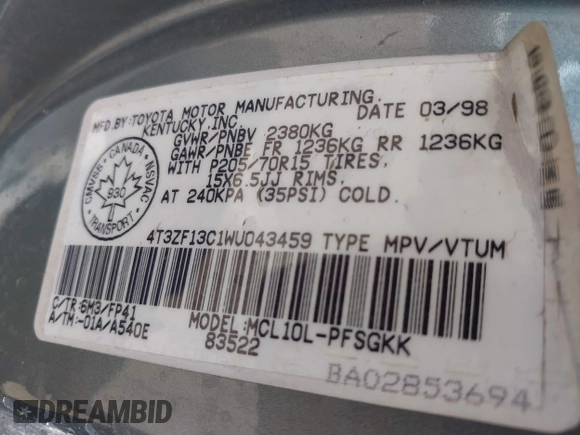 MFD.BY:TOYOTA MOTOR MANUFACTURING,
KENTUCKY INC. DATE 03/98
GVWR/PNBV 2380KG
GAWR/PNBE FR 1236KG RR 1236KG
WITH P205/70R15 TIRES,
15X6.5JJ RIMS,
AT 240KPA (35PSI) COLD.
CMVSS • CANADA • NSVAC
930
TRANSPORT
4T3ZF13C1WU043459 TYPE MPV/VTUM
C/TR:6M3/FP41
A/TM:-01A/A540E
MODEL:MCL10L-PFSGKK
83522
BA02853694
DREAMBID